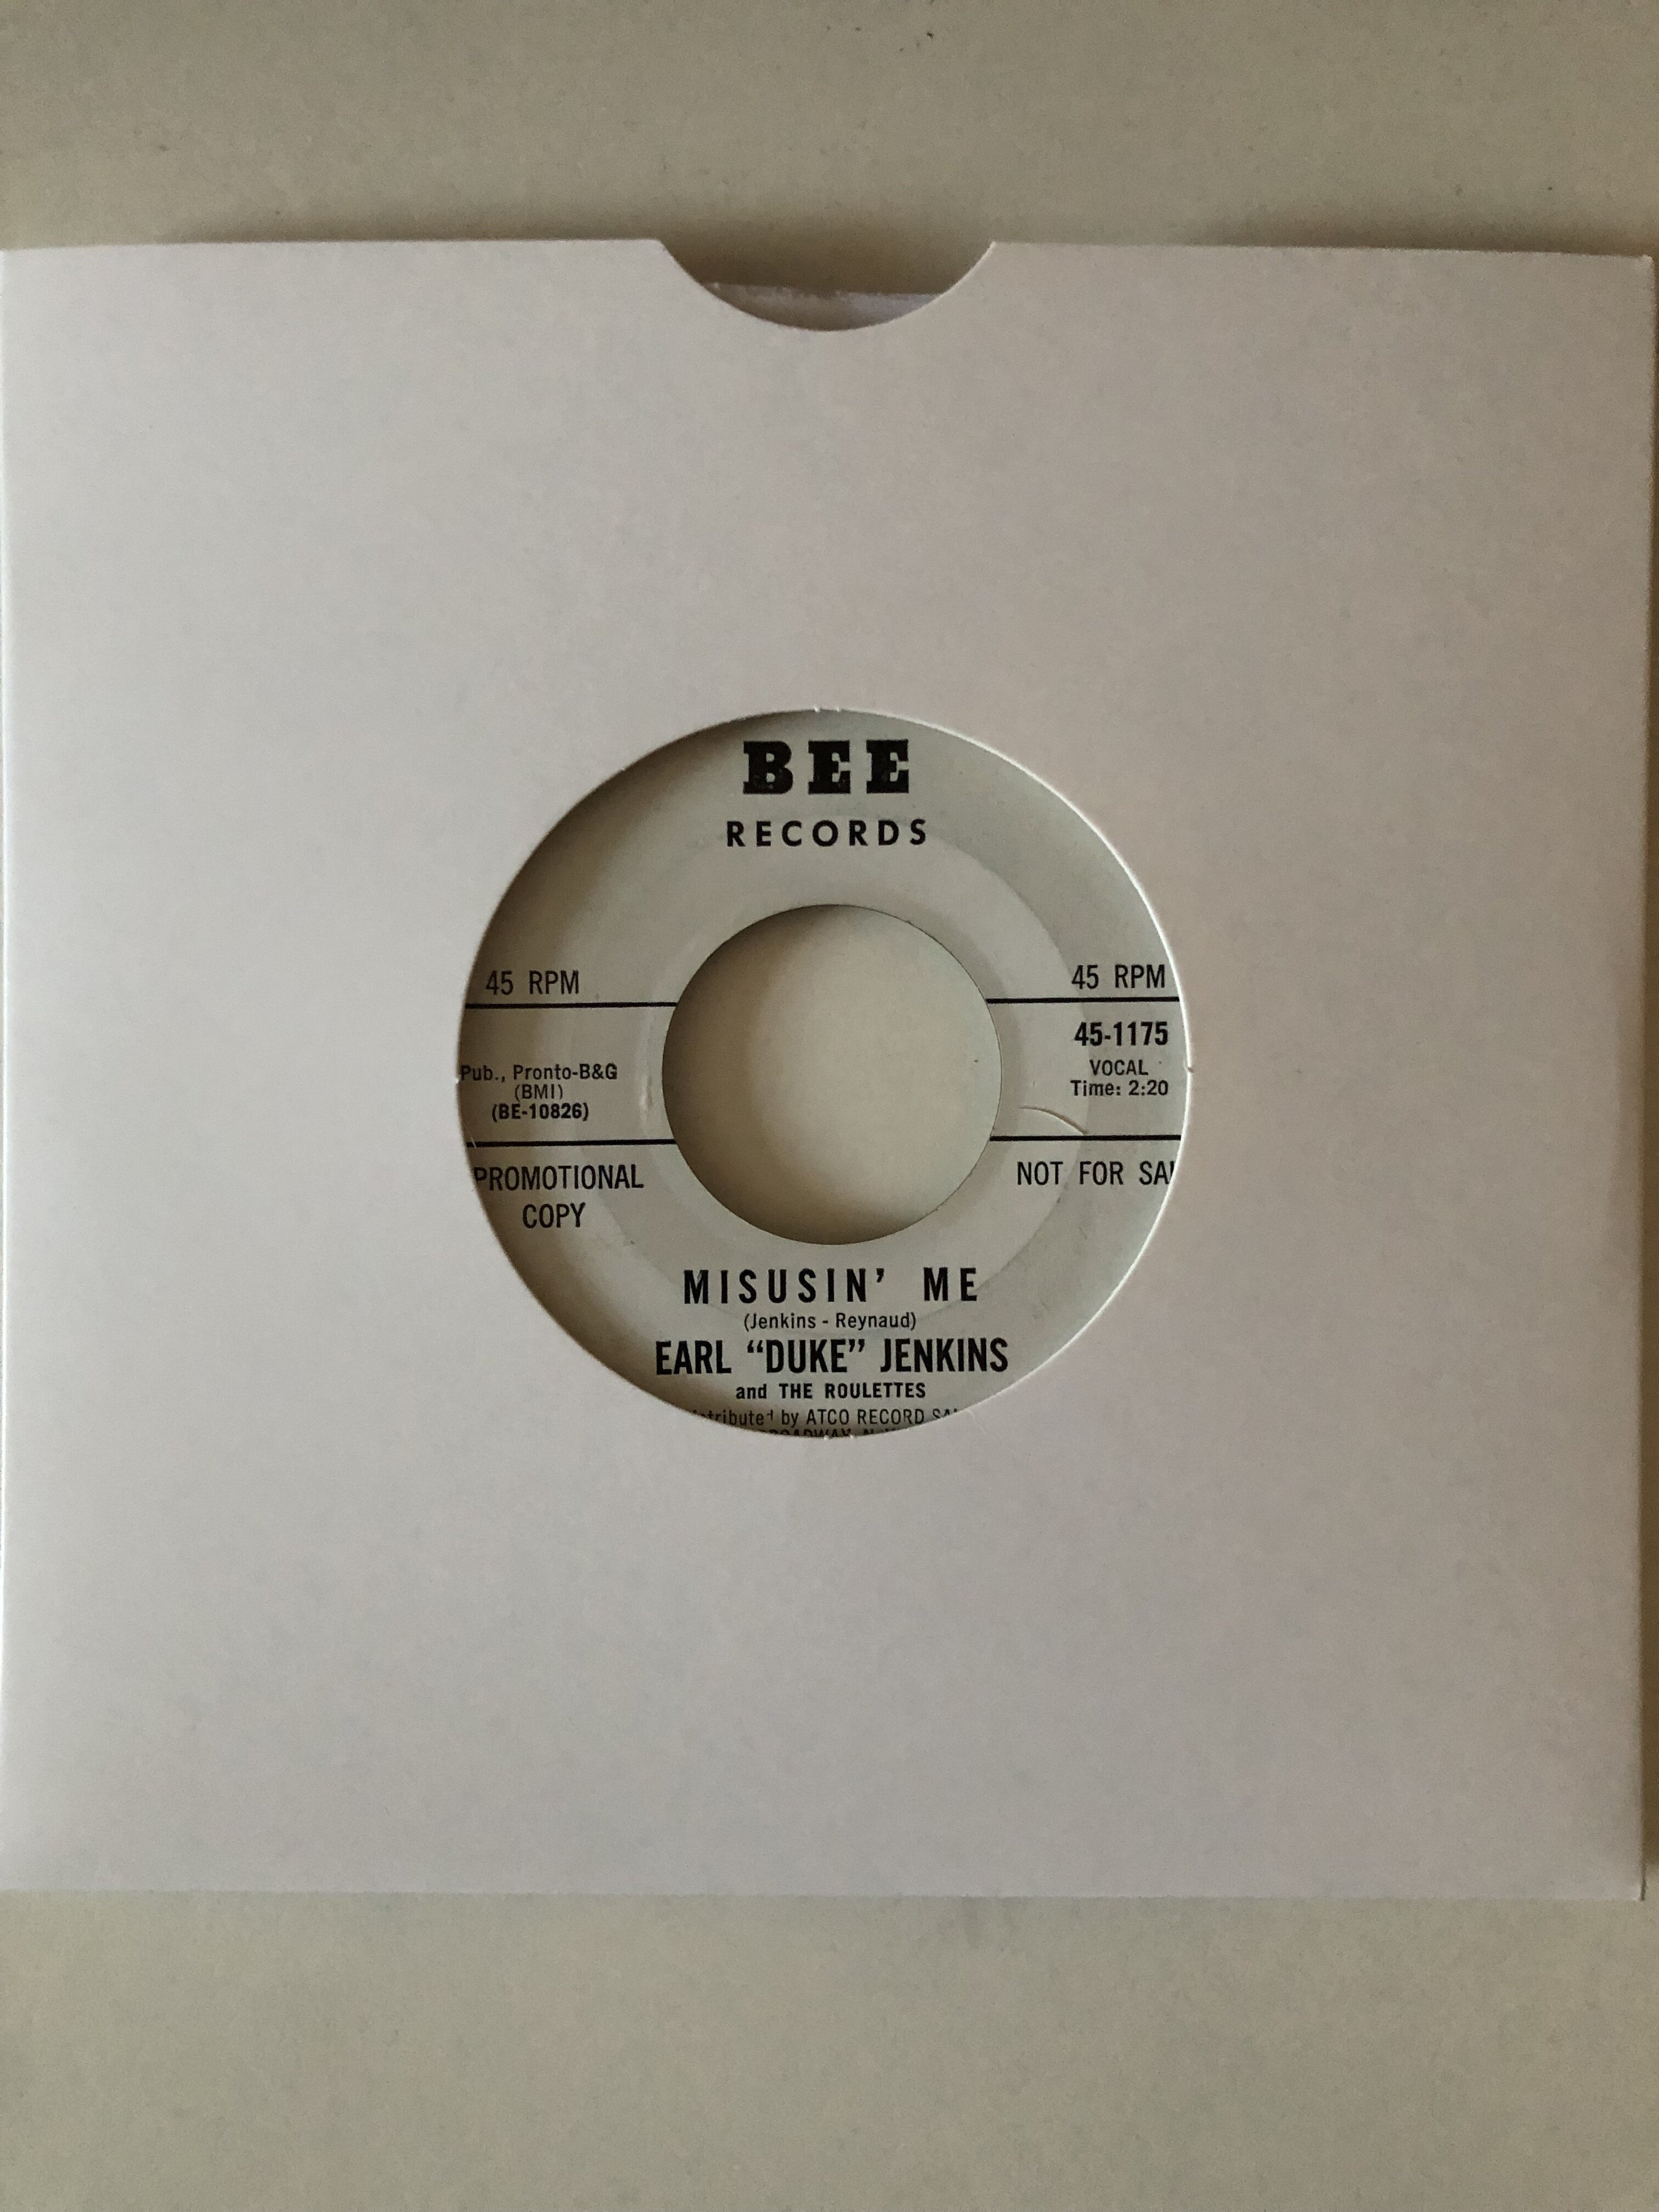 BEE
RECORDS
45 RPM
45 RPM
45-1175
VOCAL
Time: 2:20
Pub., Pronto-B&G
(BMI)
(BE-10826)
PROMOTIONAL
COPY
NOT FOR SAL
MISUSIN’ ME
(Jenkins - Reynaud)
EARL “DUKE” JENKINS
and THE ROULETTES
by ATCO RECORD